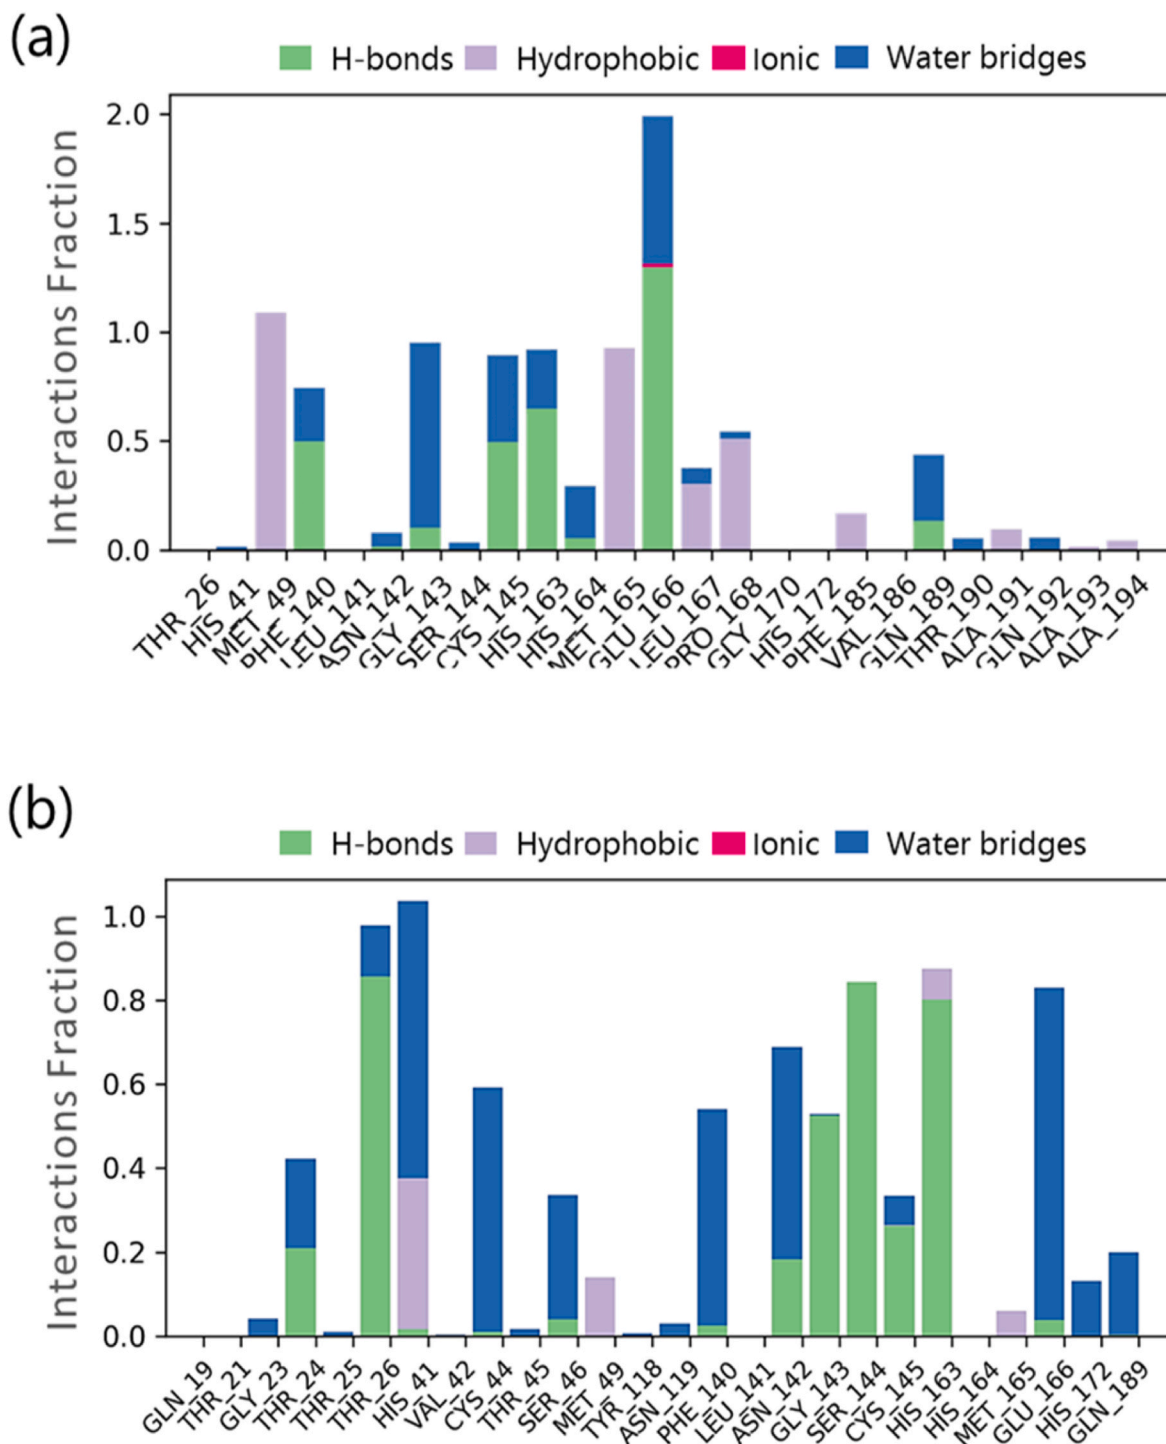 (a)
H-bonds Hydrophobic Ionic Water bridges
Interactions Fraction
2.0
1.5
1.0
0.5
0.0
THR_26 HIS_41 MET_49 PHE_140 LEU_141 ASN_142 GLY_143 SER_144 CYS_145 HIS_163 HIS_164 MET_165 GLU_166 LEU_167 PRO_168 GLY_170 HIS_172 PHE_185 VAL_186 GLN_189 THR_190 ALA_191 GLN_192 ALA_193 ALA_194
(b)
H-bonds Hydrophobic Ionic Water bridges
Interactions Fraction
1.0
0.8
0.6
0.4
0.2
0.0
GLN_19 THR_21 GLY_23 THR_24 THR_25 THR_26 HIS_41 VAL_42 CYS_44 THR_45 SER_46 MET_49 TYR_118 ASN_119 PHE_140 LEU_141 ASN_142 GLY_143 SER_144 CYS_145 HIS_163 HIS_164 MET_165 GLU_166 HIS_172 GLN_189